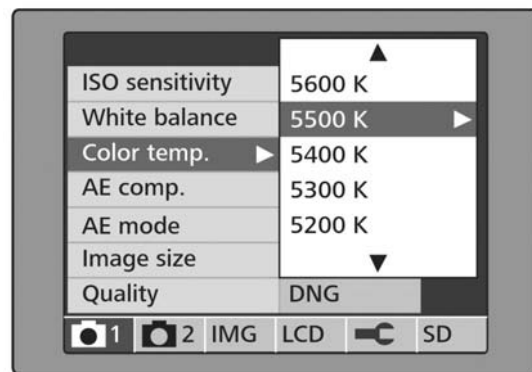 ISO sensitivity
White balance
Color temp.
AE comp.
AE mode
Image size
Quality
5600 K
5500 K
5400 K
5300 K
5200 K
DNG
1 2 IMG LCD SD